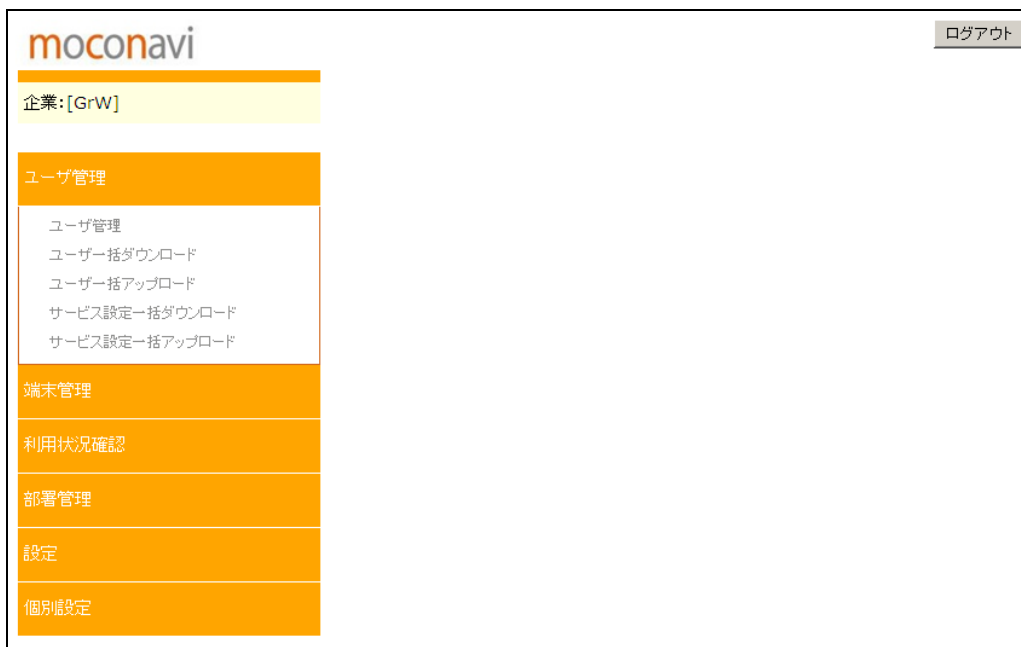 moconavi
ログアウト
企業:[GrW]
ユーザ管理
ユーザ管理
ユーザ一括ダウンロード
ユーザ一括アップロード
サービス設定一括ダウンロード
サービス設定一括アップロード
端末管理
利用状況確認
部署管理
設定
個別設定